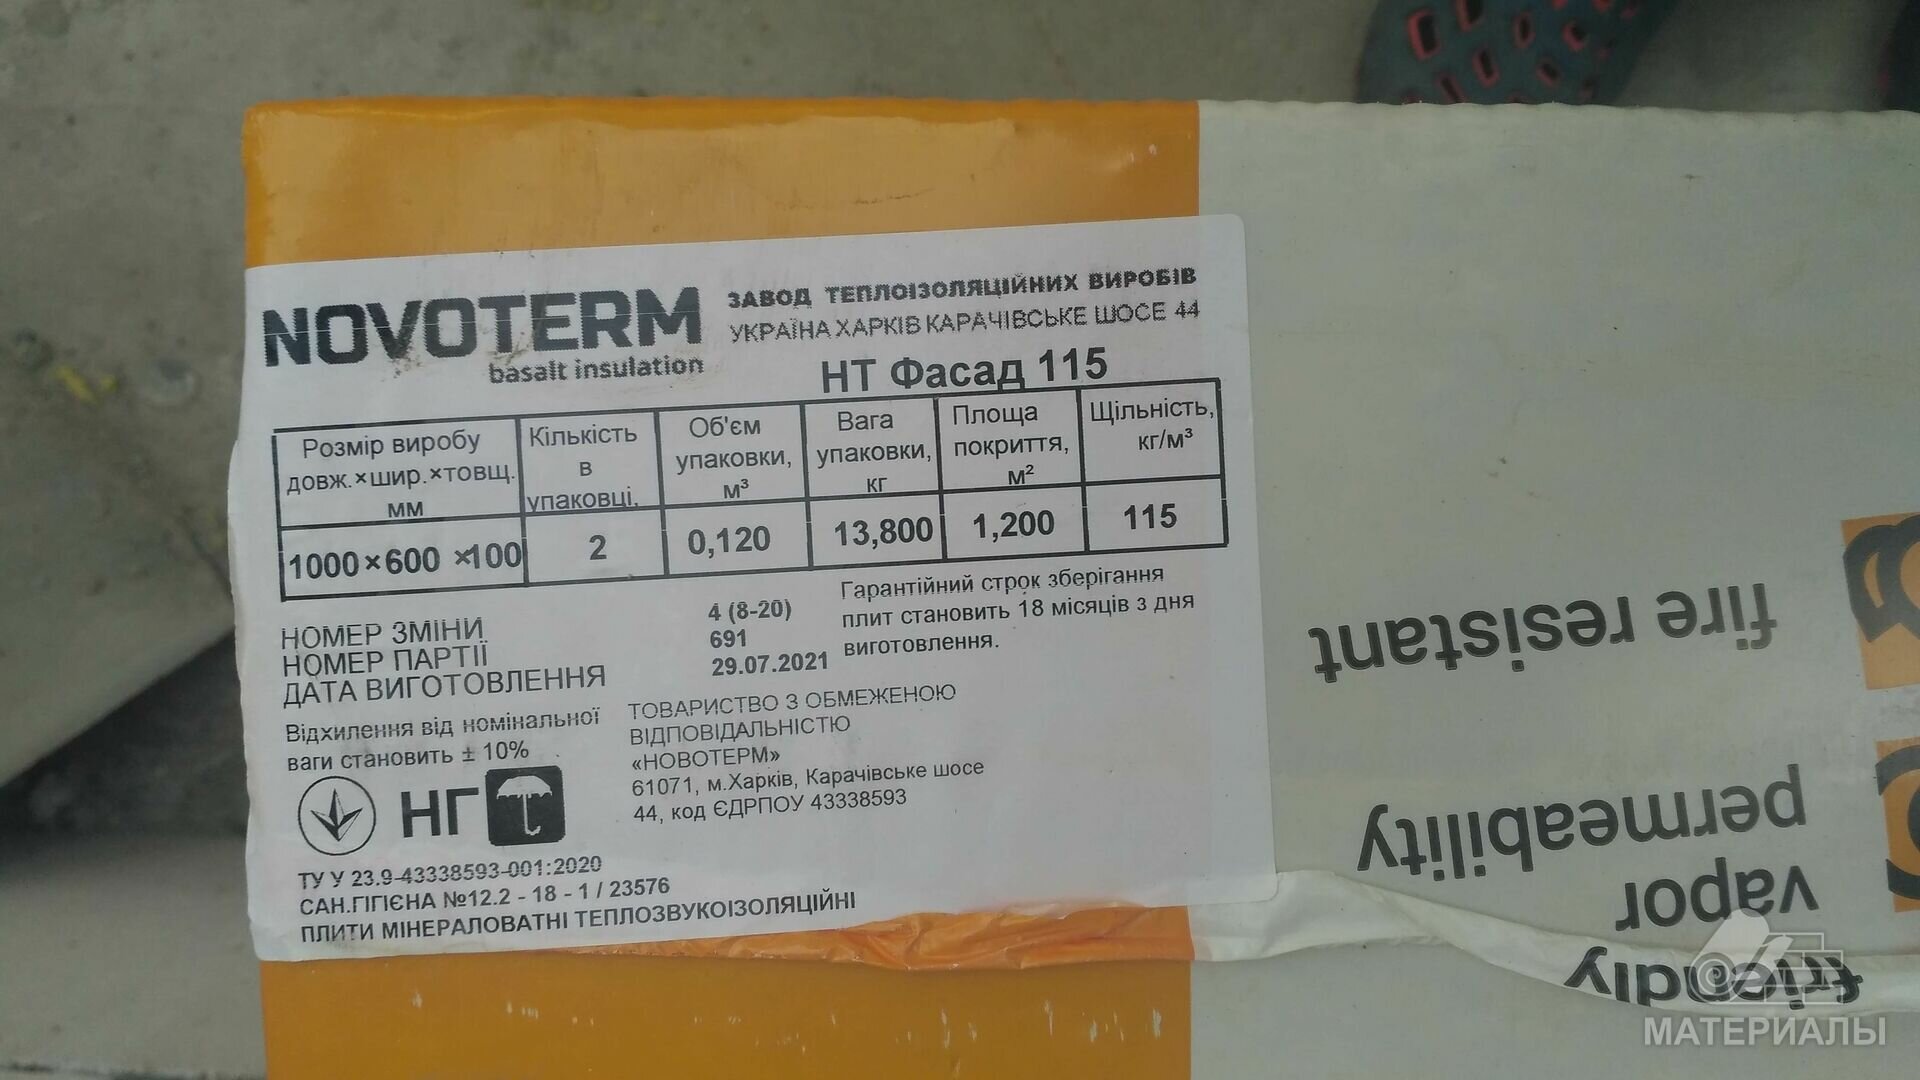 NOVOTERM
basalt insulation
ЗАВОД ТЕПЛОІЗОЛЯЦІЙНИХ ВИРОБІВ
УКРАЇНА ХАРКІВ КАРАЧІВСЬКЕ ШОСЕ 44
НТ Фасад 115
Розмір виробу
довж.×шир.×товщ.
мм
Кількість
в
упаковці.
Об'єм
упаковки,
м³
Вага
упаковки,
кг
Площа
покриття,
м²
Щільність,
кг/м³
1000×600 ×100
2
0,120
13,800
1,200
115
НОМЕР ЗМІНИ
4 (8-20)
НОМЕР ПАРТІЇ
691
ДАТА ВИГОТОВЛЕННЯ
29.07.2021
Гарантійний строк зберігання
плит становить 18 місяців з дня
виготовлення.
Відхилення від номінальної
ваги становить ± 10%
НГ
ТОВАРИСТВО З ОБМЕЖЕНОЮ
ВІДПОВІДАЛЬНІСТЮ
«НОВОТЕРМ»
61071, м.Харків, Карачівське шосе
44, код ЄДРПОУ 43338593
ТУ У 23.9-43338593-001:2020
САН.ГІГІЄНА №12.2 - 18 - 1 / 23576
ПЛИТИ МІНЕРАЛОВАТНІ ТЕПЛОЗВУКОІЗОЛЯЦІЙНІ
fire resistant
vapor
permeability
friendly
МАТЕРИАЛЫ